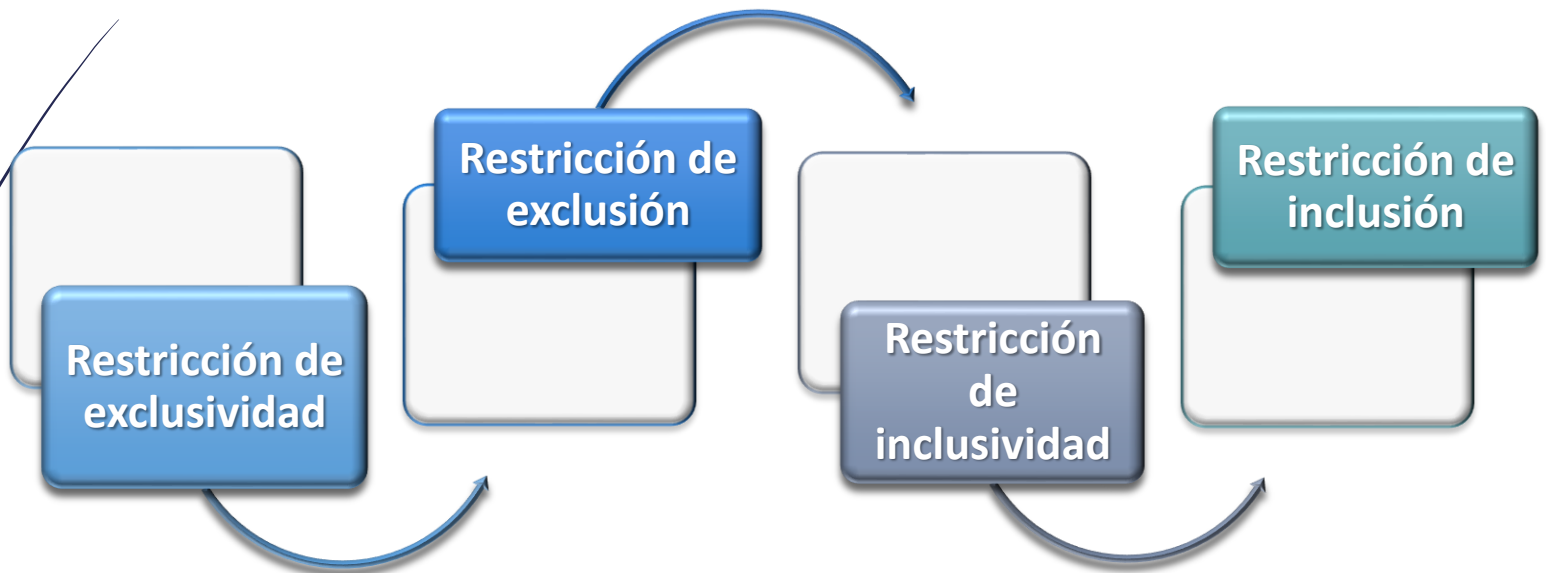 Restricción de
exclusividad
Restricción de
exclusión
Restricción
de
inclusividad
Restricción de
inclusión